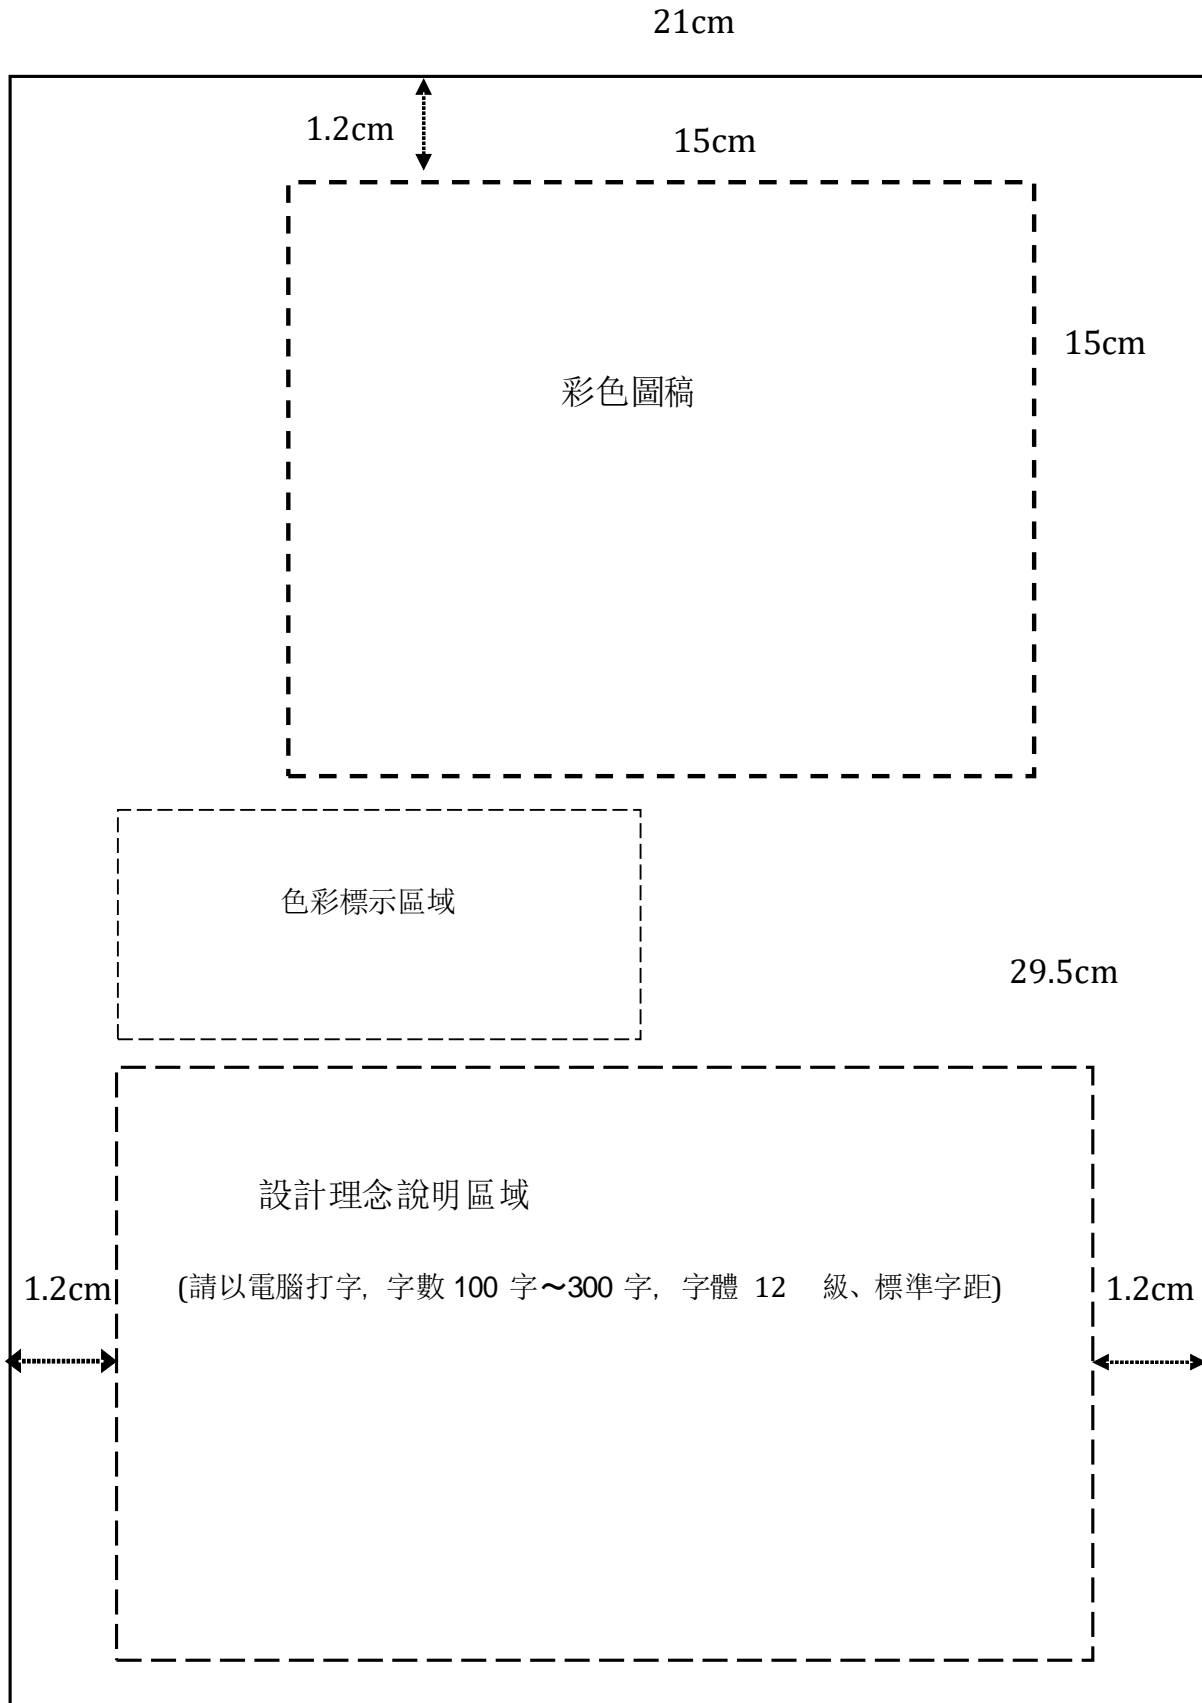 21cm
1.2cm
15cm
15cm
彩色圖稿
色彩標示區域
29.5cm
設計理念說明區域
1.2cm
(請以電腦打字, 字數 100 字~300 字, 字體 12 級、標準字距)
1.2cm